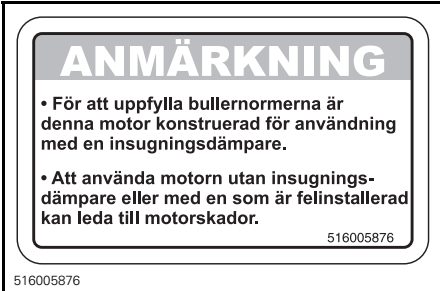 ANMÄRKNING
• För att uppfylla bullernormerna är
denna motor konstruerad för användning
med en insugningsdämpare.
• Att använda motorn utan insugnings-
dämpare eller med en som är felinstallerad
kan leda till motorskador.
516005876
516005876